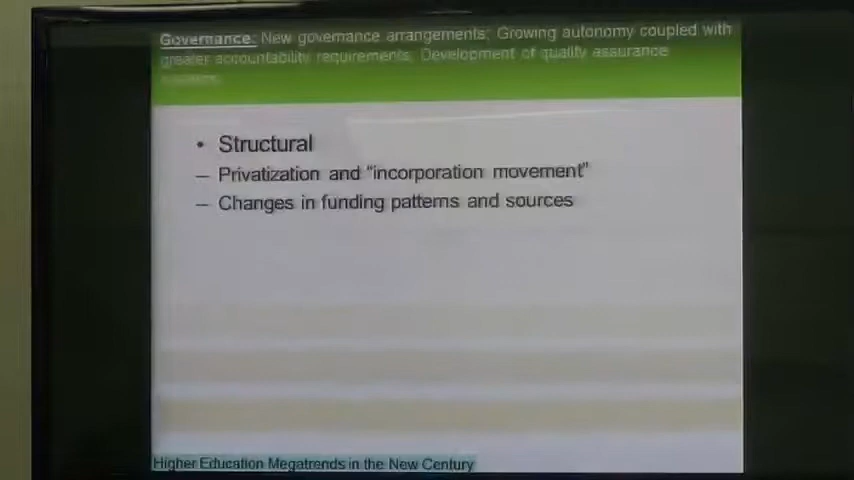 Governance: New governance arrangements; Growing autonomy coupled with
greater accountability requirements; Development of quality assurance
• Structural
– Privatization and “incorporation movement”
– Changes in funding patterns and sources
Higher Education Megatrends in the New Century